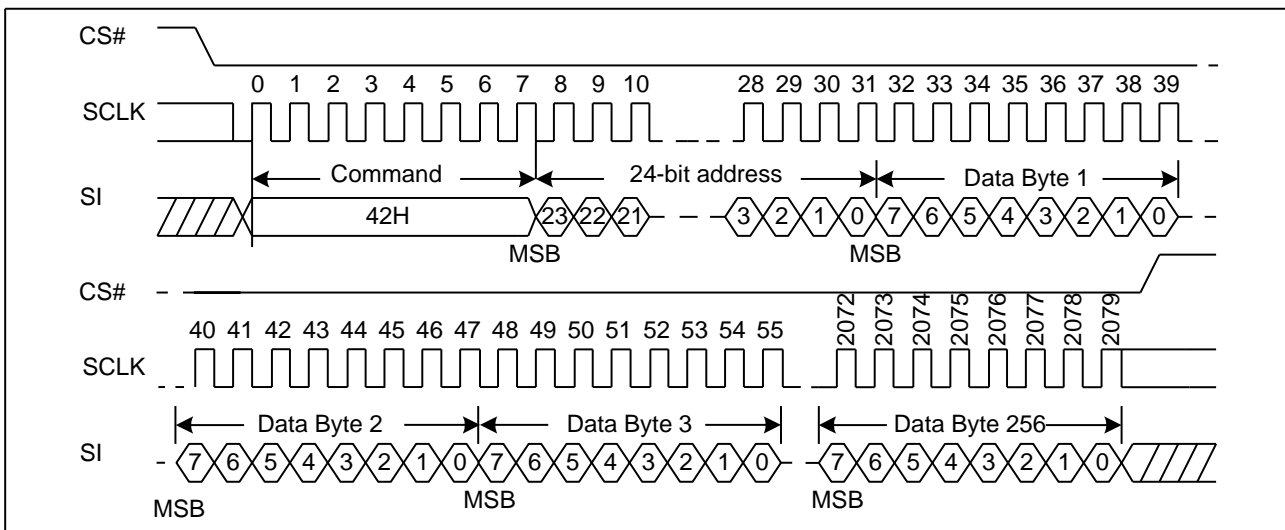 CS#
0 1 2 3 4 5 6 7 8 9 10 28 29 30 31 32 33 34 35 36 37 38 39
SCLK
Command 24-bit address Data Byte 1
SI
42H 23 22 21 3 2 1 0 7 6 5 4 3 2 1 0
MSB MSB
CS#
40 41 42 43 44 45 46 47 48 49 50 51 52 53 54 55 2072 2073 2074 2075 2076 2077 2078 2079
SCLK
Data Byte 2 Data Byte 3 Data Byte 256
SI
7 6 5 4 3 2 1 0 7 6 5 4 3 2 1 0 7 6 5 4 3 2 1 0
MSB MSB MSB